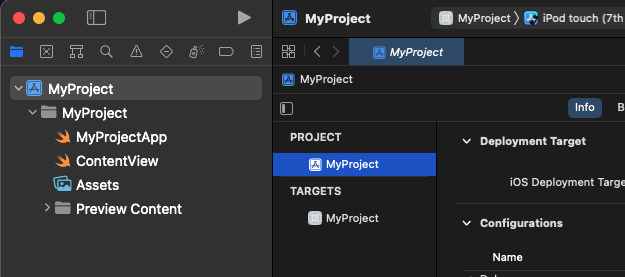 MyProject
MyProject
MyProjectApp
ContentView
Assets
Preview Content
MyProject
MyProject 〉 iPod touch (7th
MyProject
MyProject
Info
PROJECT
MyProject
TARGETS
MyProject
Deployment Target
iOS Deployment Targe
Configurations
Name